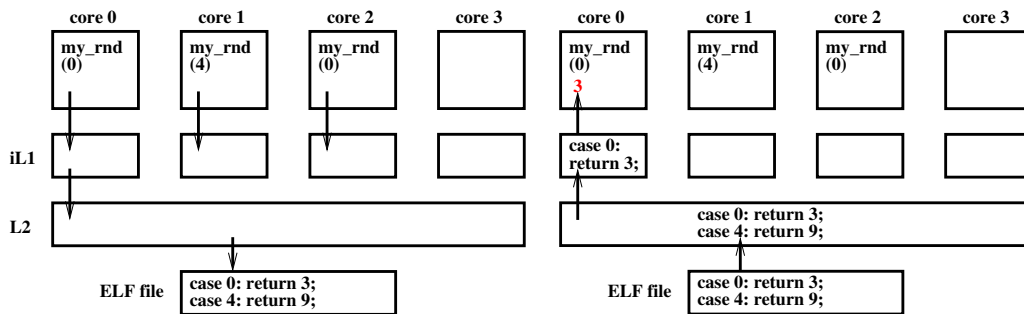 core 0 core 1 core 2 core 3 core 0 core 1 core 2 core 3
my_rnd my_rnd my_rnd my_rnd my_rnd my_rnd
(0) (4) (0) (0) (4) (0)
3
case 0:
iL1 return 3;
case 0: return 3;
L2 case 4: return 9;
case 0: return 3; case 0: return 3;
ELF file case 4: return 9; ELF file case 4: return 9;